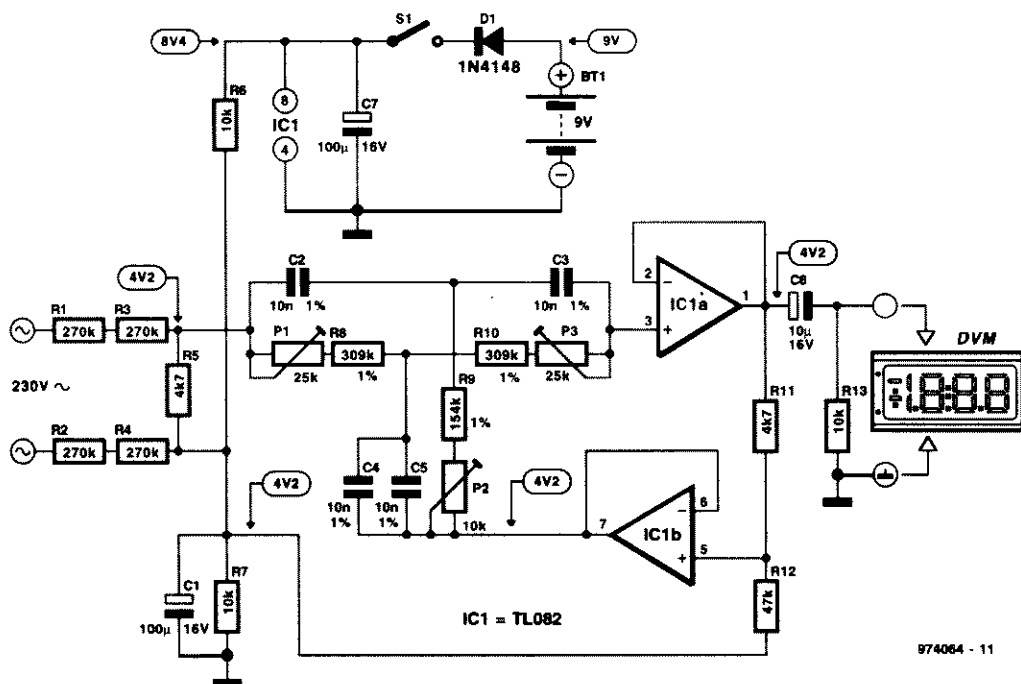 8V4
S1
D1
9V
1N4148
BT1
R6
10k
8
IC1
4
C7
100µ
16V
9V
C2
10n
1%
C3
10n
1%
4V2
R1
270k
R3
270k
R5
4k7
230V ~
R2
270k
R4
270k
P1
25k
R8
309k
1%
R10
309k
1%
P3
25k
R9
154k
1%
2
3
IC1a
1
4V2
C6
10µ
16V
DVM
R11
4k7
R13
10k
C4
10n
1%
C5
10n
1%
P2
10k
4V2
4V2
7
IC1b
6
5
R12
47k
C1
100µ
16V
R7
10k
IC1 = TL082
974064 - 11